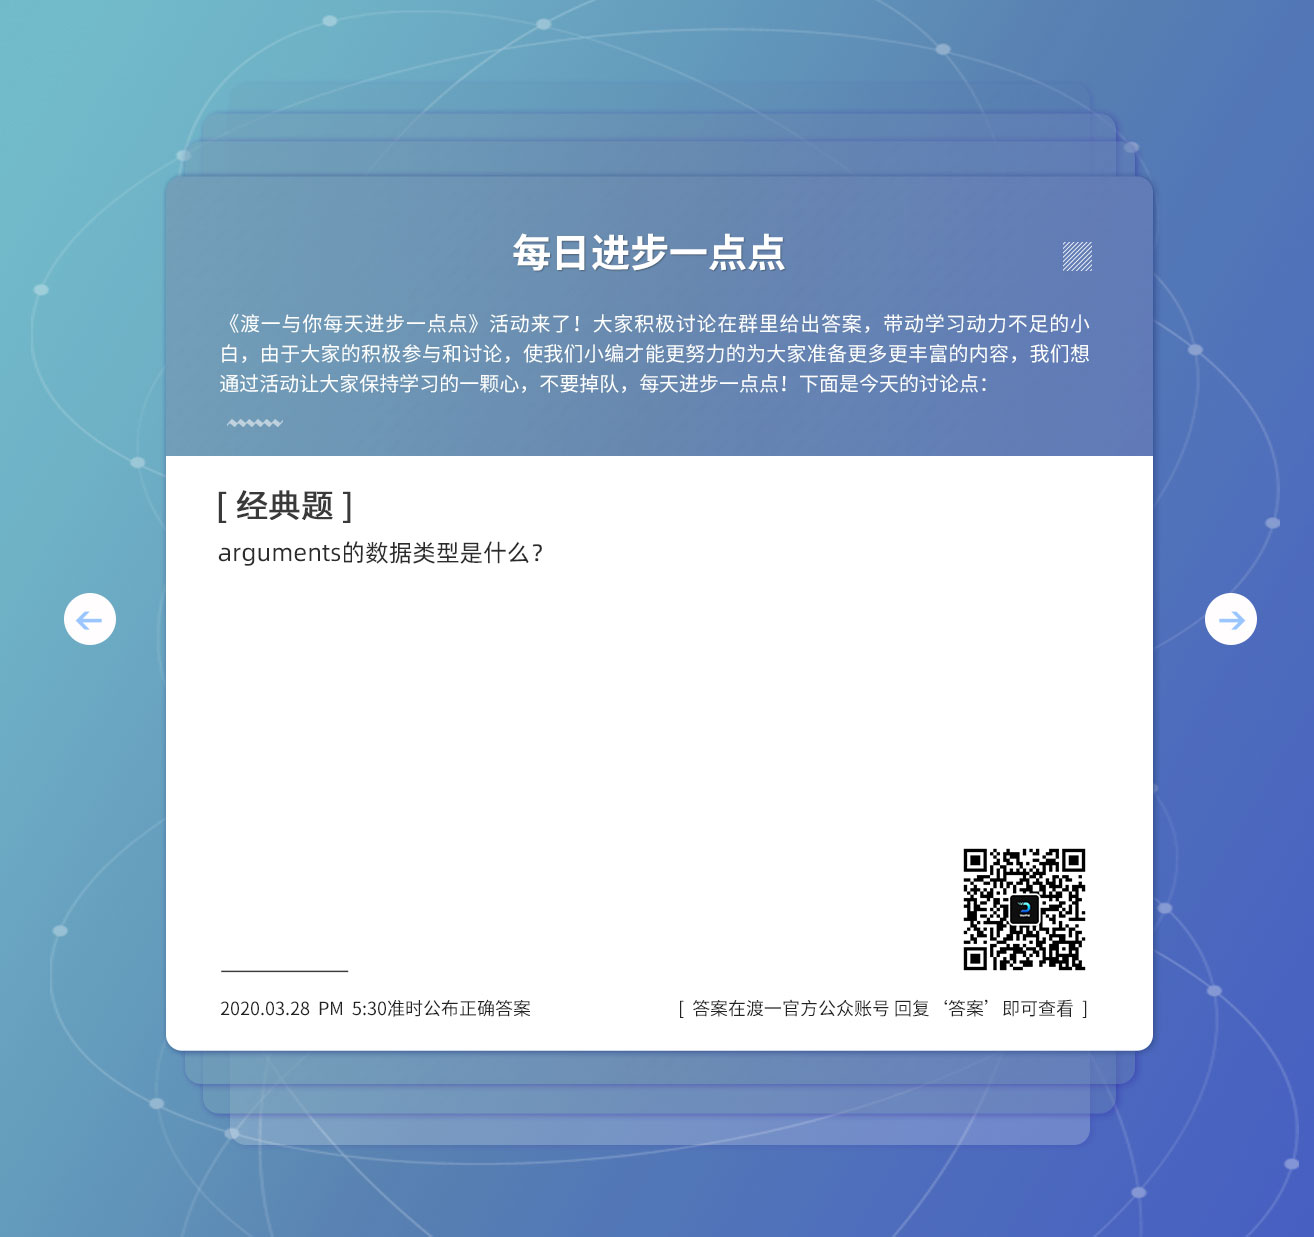 每日进步一点点
《渡一与你每天进步一点点》活动来了！大家积极讨论在群里给出答案，带动学习动力不足的小
白，由于大家的积极参与和讨论，使我们小编才能更努力的为大家准备更多更丰富的内容，我们想
通过活动让大家保持学习的一颗心，不要掉队，每天进步一点点！下面是今天的讨论点：
[ 经典题 ]
arguments的数据类型是什么？
2020.03.28 PM 5:30准时公布正确答案
[ 答案在渡一官方公众账号 回复‘答案’即可查看 ]